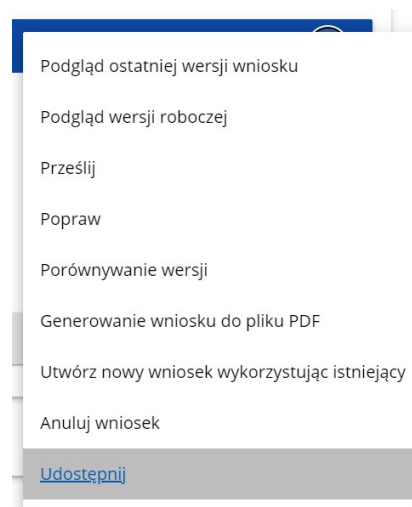 Podgląd ostatniej wersji wniosku
Podgląd wersji roboczej
Prześlij
Popraw
Porównywanie wersji
Generowanie wniosku do pliku PDF
Utwórz nowy wniosek wykorzystując istniejący
Anuluj wniosek
Udostępnij